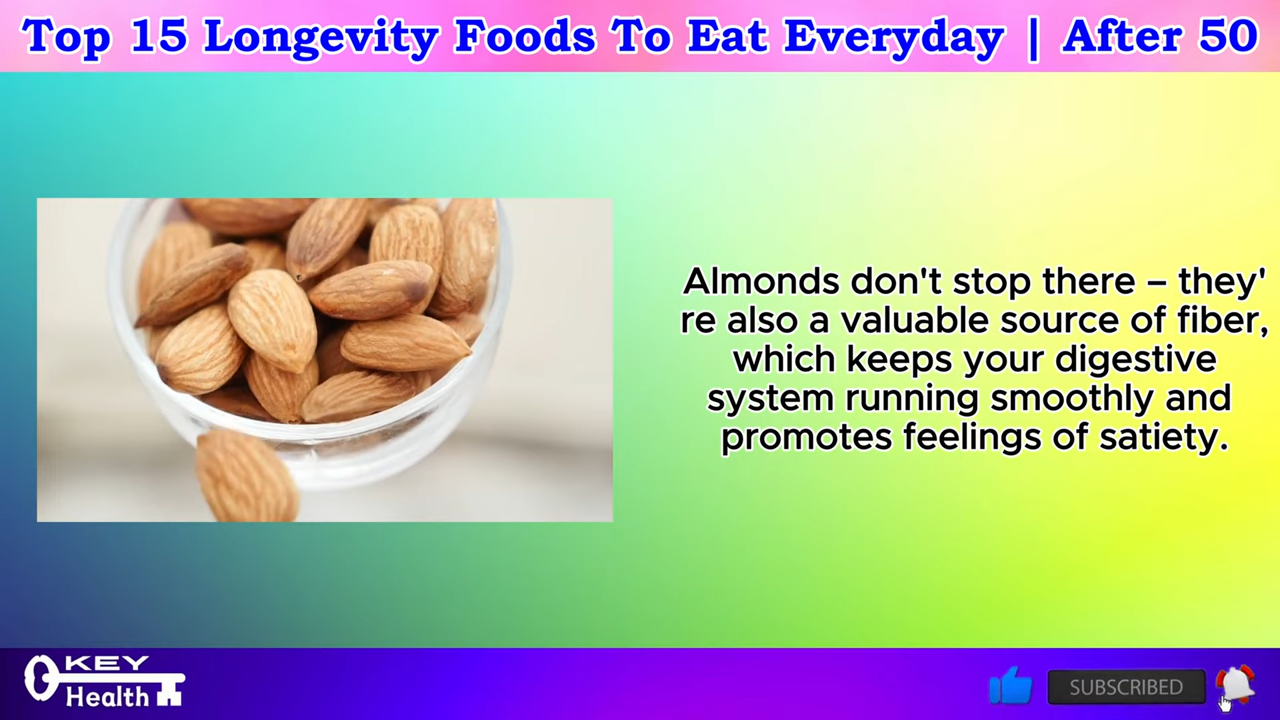 Top 15 Longevity Foods To Eat Everyday | After 50
Almonds don't stop there – they'
re also a valuable source of fiber,
which keeps your digestive
system running smoothly and
promotes feelings of satiety.
KEY
Health
SUBSCRIBED